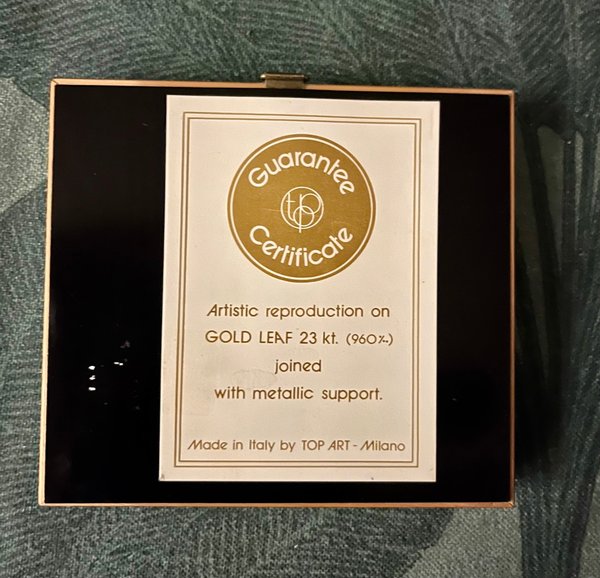 Guarantee
tp
Certificate
Artistic reproduction on
GOLD LEAF 23 kt. (960‰)
joined
with metallic support.
Made in Italy by TOP ART - Milano